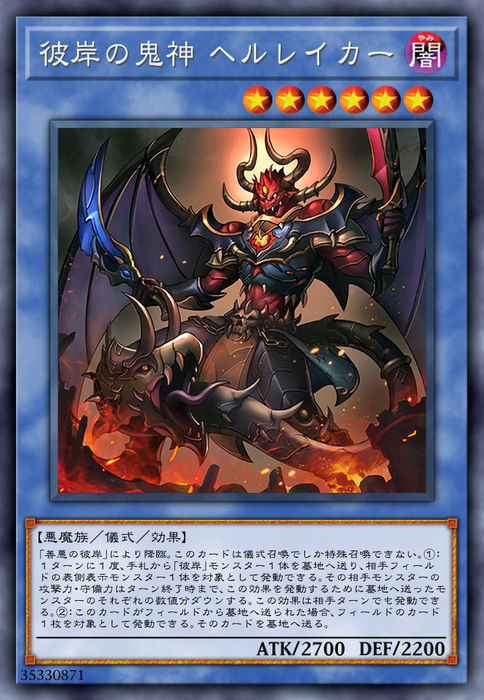 彼岸の鬼神 ヘルレイカー
やみ
闇
【悪魔族／儀式／効果】
「善悪の彼岸」により降臨。このカードは儀式召喚でしか特殊召喚できない。①：
１ターンに１度、手札から「彼岸」モンスター１体を墓地へ送り、相手フィール
ドの表側表示モンスター１体を対象として発動できる。その相手モンスターの
攻撃力・守備力はターン終了時まで、この効果を発動するために墓地へ送ったモ
ンスターのそれぞれの数値分ダウンする。この効果は相手ターンでも発動でき
る。②：このカードがフィールドから墓地へ送られた場合、フィールドのカード
１枚を対象として発動できる。そのカードを墓地へ送る。
ATK/2700 DEF/2200
35330871